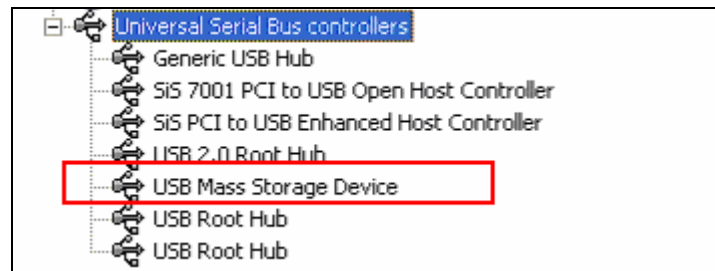 Universal Serial Bus controllers
Generic USB Hub
SiS 7001 PCI to USB Open Host Controller
SiS PCI to USB Enhanced Host Controller
USB 2.0 Root Hub
USB Mass Storage Device
USB Root Hub
USB Root Hub